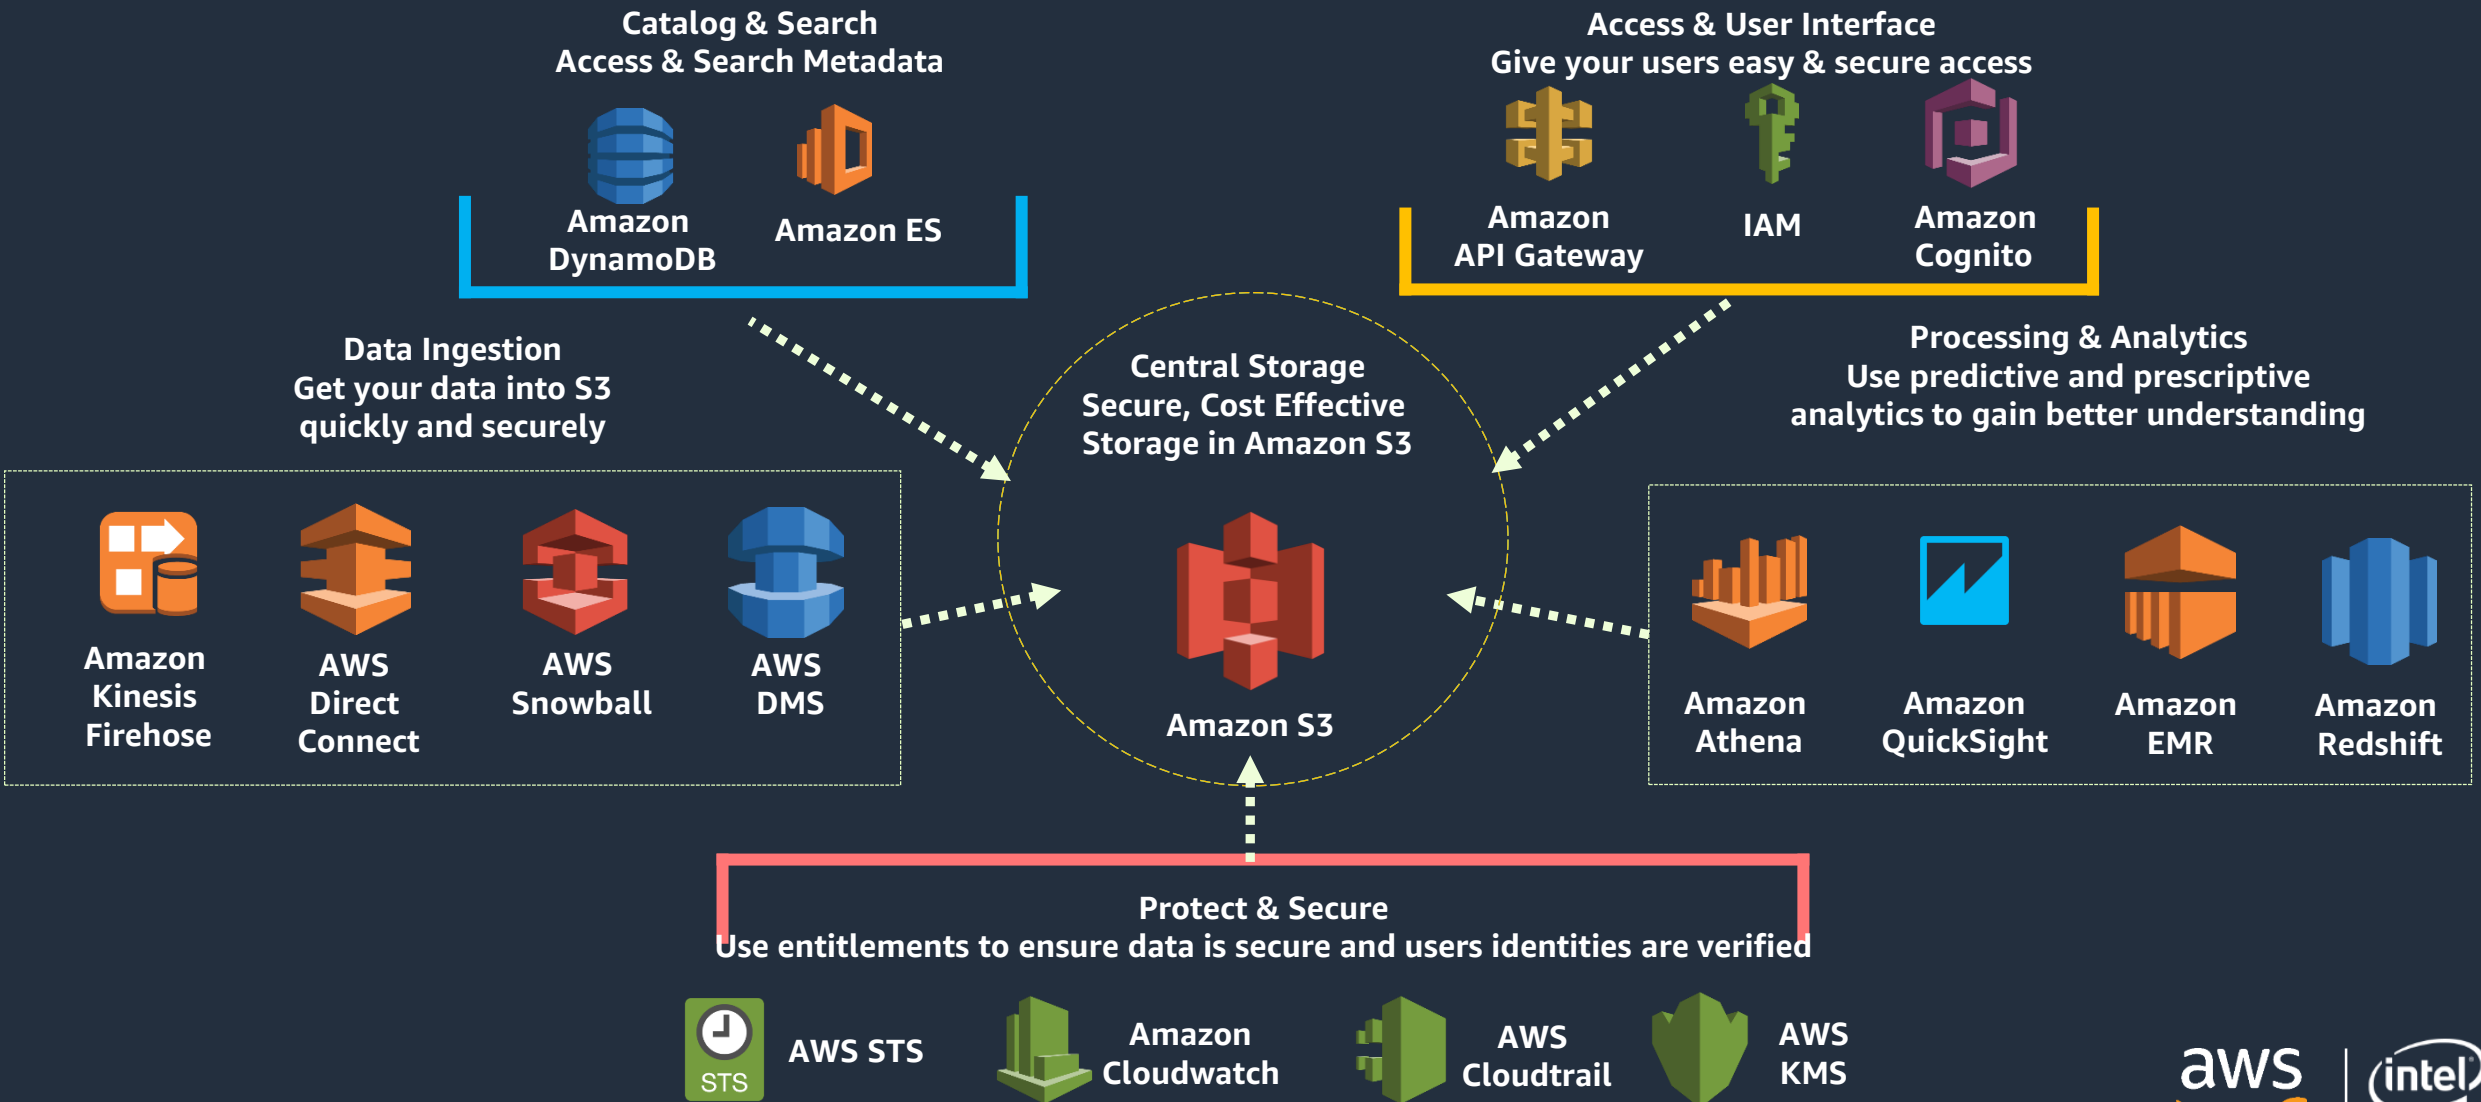 Catalog & Search
Access & Search Metadata
Amazon
DynamoDB
Amazon ES
Access & User Interface
Give your users easy & secure access
Amazon
API Gateway
IAM
Amazon
Cognito
Data Ingestion
Get your data into S3
quickly and securely
Amazon
Kinesis
Firehose
AWS
Direct
Connect
AWS
Snowball
AWS
DMS
Central Storage
Secure, Cost Effective
Storage in Amazon S3
Amazon S3
Processing & Analytics
Use predictive and prescriptive
analytics to gain better understanding
Amazon
Athena
Amazon
QuickSight
Amazon
EMR
Amazon
Redshift
Protect & Secure
Use entitlements to ensure data is secure and users identities are verified
STS
AWS STS
Amazon
Cloudwatch
AWS
Cloudtrail
AWS
KMS
aws
intel